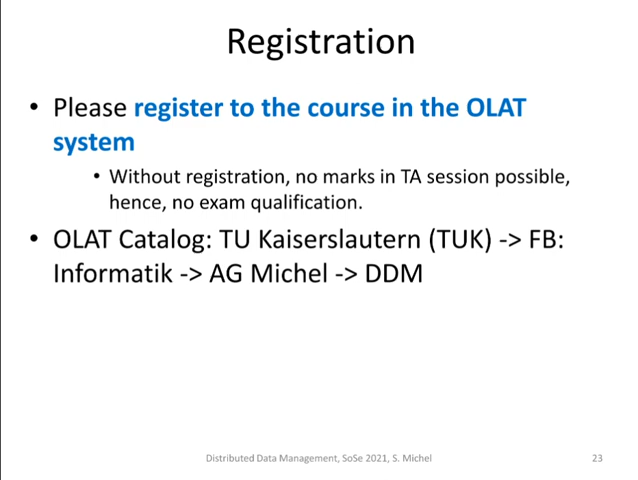 Registration
• Please register to the course in the OLAT
system
• Without registration, no marks in TA session possible,
hence, no exam qualification.
• OLAT Catalog: TU Kaiserslautern (TUK) -> FB:
Informatik -> AG Michel -> DDM
Distributed Data Management, SoSe 2021, S. Michel
23